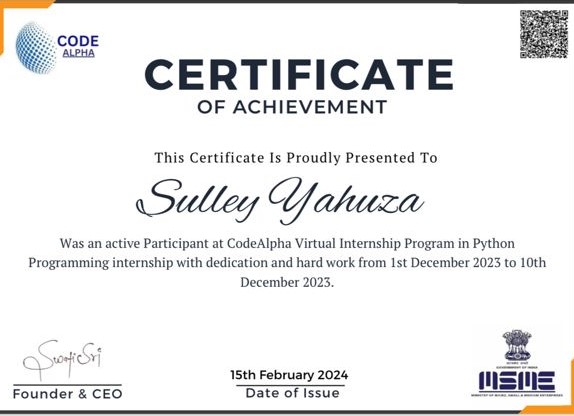 CODE
ALPHA
CERTIFICATE
OF ACHIEVEMENT
This Certificate Is Proudly Presented To
Sulley Yahuza
Was an active Participant at CodeAlpha Virtual Internship Program in Python
Programming internship with dedication and hard work from 1st December 2023 to 10th
December 2023.
Swati Sri
Founder & CEO
15th February 2024
Date of Issue
GOVERNMENT OF INDIA
MSME
MINISTRY OF MICRO, SMALL & MEDIUM ENTERPRISES